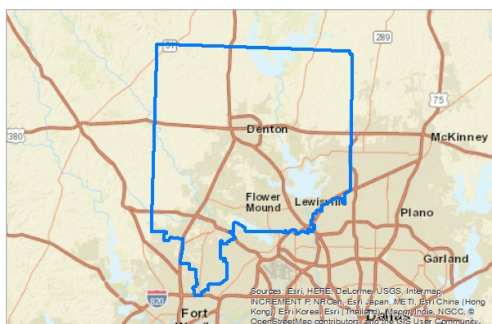 51
289
75
Denton
McKinney
380
Flower
Mound
Lewisville
Plano
Garland
820
Fort
Dallas
Sources: Esri, HERE, DeLorme, USGS, Intermap,
INCREMENT P, NRCan, Esri Japan, METI, Esri China (Hong
Kong), Esri Korea, Esri (Thailand), MapmyIndia, NGCC, ©
OpenStreetMap contributors, and the GIS User Community